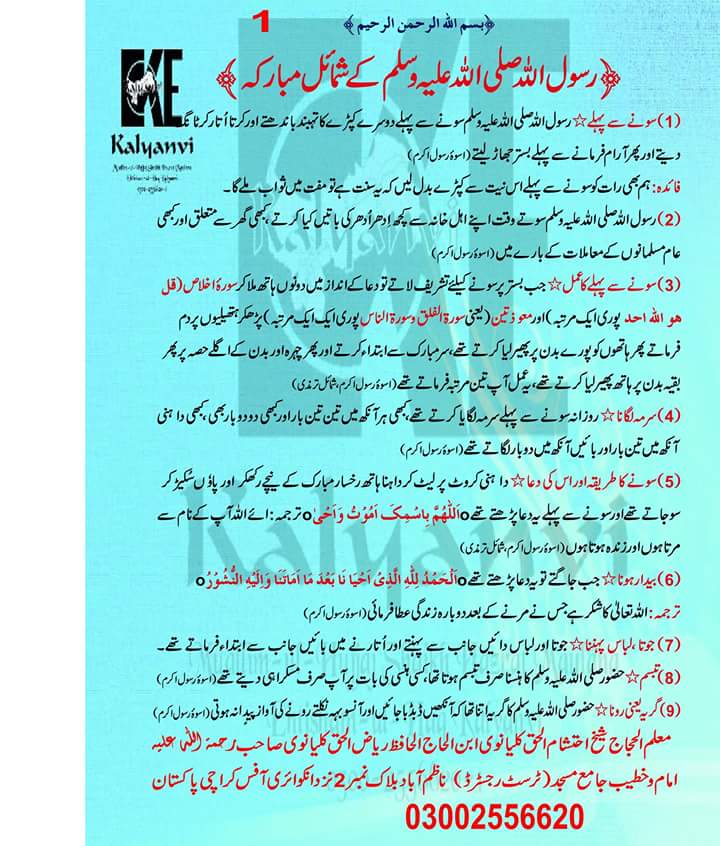 1
﴿بسم اللہ الرحمن الرحیم﴾
﴿رسول اللہ صلی اللہ علیہ وسلم کے شمائل مبارکہ﴾
KE
Kalyanvi
(1) سونے سے پہلے☆ رسول اللہ صلی اللہ علیہ وسلم سونے سے پہلے دوسرے کپڑے کا تہبند باندھتے اور کرتا اُتار کر ٹانگ
دیتے اور پھر آرام فرمانے سے پہلے بستر جھاڑ لیتے (اسوۂ رسول اکرم)
فائدہ: ہم بھی رات کو سونے سے پہلے اس نیت سے کپڑے بدل لیں کہ یہ سنت ہے تو مفت میں ثواب ملے گا۔
(2) رسول اللہ صلی اللہ علیہ وسلم سوتے وقت اپنے اہل خانہ سے کچھ اِدھر اُدھر کی باتیں کیا کرتے، کبھی گھر سے متعلق اور کبھی
عام مسلمانوں کے معاملات کے بارے میں (اسوۂ رسول اکرم)
(3) سونے سے پہلے کا عمل☆ جب بستر پر سونے کیلئے تشریف لاتے تو دعا کے انداز میں دونوں ہاتھ ملا کر سورۂ اخلاص (قل
ھو اللہ احد پوری ایک مرتبہ) اور معوذتین (یعنی سورۃ الفلق و سورۃ الناس پوری ایک ایک مرتبہ) پڑھکر ہتھیلیوں پر دم
فرماتے پھر ہاتھوں کو پورے بدن پر پھیر لیا کرتے تھے، سر مبارک سے ابتداء کرتے اور پھر چہرہ اور بدن کے اگلے حصہ پر پھر
بقیہ بدن پر ہاتھ پھیر لیا کرتے تھے، یہ عمل آپ تین مرتبہ فرماتے تھے (اسوۂ رسول اکرم، شمائل ترمذی)
(4) سرمہ لگانا☆ روزانہ سونے سے پہلے سرمہ لگایا کرتے تھے، کبھی ہر آنکھ میں تین تین بار اور کبھی دو دو بار بھی، کبھی داہنی
آنکھ میں تین بار اور بائیں آنکھ میں دو بار لگاتے تھے (اسوۂ رسول اکرم)
(5) سونے کا طریقہ اور اس کی دعا☆ داہنی کروٹ پر لیٹ کر داہنا ہاتھ رخسار مبارک کے نیچے رکھکر اور پاؤں سُکیڑ کر
سو جاتے تھے اور سونے سے پہلے یہ دعا پڑھتے تھے oاَللّٰهُمَّ بِاسْمِكَ اَمُوْتُ وَاَحْیٰo ترجمہ: ائے اللہ آپ کے نام سے
مرتا ہوں اور زندہ ہوتا ہوں (اسوۂ رسول اکرم، شمائل ترمذی)
(6) بیدار ہونا☆ جب جاگتے تو یہ دعا پڑھتے تھے oاَلْحَمْدُ لِلّٰهِ الَّذِیْ اَحْیَا نَا بَعْدَ مَا اَمَاتَنَا وَاِلَیْهِ النُّشُوْرُo
ترجمہ: اللہ تعالیٰ کا شکر ہے جس نے مرنے کے بعد دوبارہ زندگی عطا فرمائی (اسوۂ رسول اکرم)
(7) جوتا، لباس پہننا☆ جوتا اور لباس دائیں جانب سے پہنتے اور اُتارنے میں بائیں جانب سے ابتداء فرماتے تھے۔
(8) تبسم☆ حضور صلی اللہ علیہ وسلم کا ہنسنا صرف تبسم ہوتا تھا، کسی ہنسی کی بات پر آپ صرف مسکرا ہی دیتے تھے (اسوۂ رسول اکرم)
(9) گریہ یعنی رونا☆ حضور صلی اللہ علیہ وسلم کا گریہ اتنا تھا کہ آنکھیں ڈبڈبا جائیں اور آنسو بہہ نکلتے رونے کی آواز پیدا نہ ہوتی (اسوۂ رسول اکرم)
معلم الحجاج شیخ احتشام الحق کلیانوی ابن الحاج الحافظ ریاض الحق کلیانوی صاحب رحمۃ اللہ علیہ
امام و خطیب جامع مسجد (ٹرسٹ رجسٹرڈ) ناظم آباد بلاک نمبر 2 نزد انکوائری آفس کراچی پاکستان
03002556620
Kalyanvi